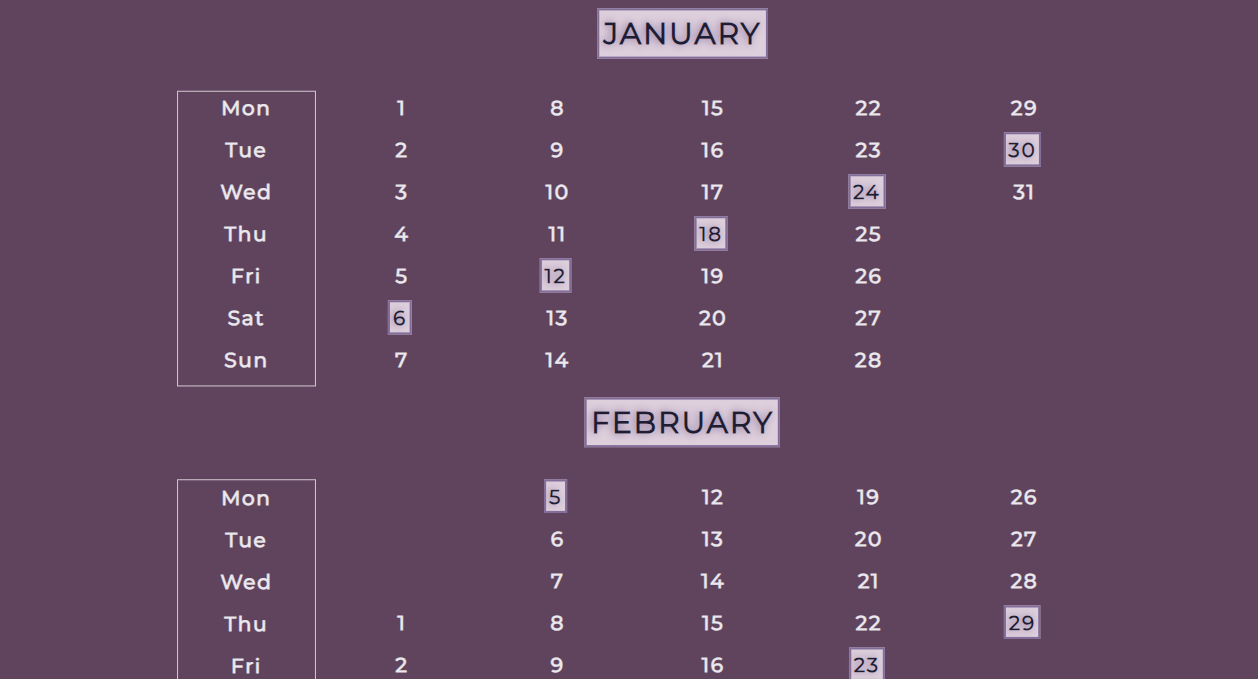 JANUARY
Mon 1 8 15 22 29
Tue 2 9 16 23 30
Wed 3 10 17 24 31
Thu 4 11 18 25
Fri 5 12 19 26
Sat 6 13 20 27
Sun 7 14 21 28
FEBRUARY
Mon 5 12 19 26
Tue 6 13 20 27
Wed 7 14 21 28
Thu 1 8 15 22 29
Fri 2 9 16 23